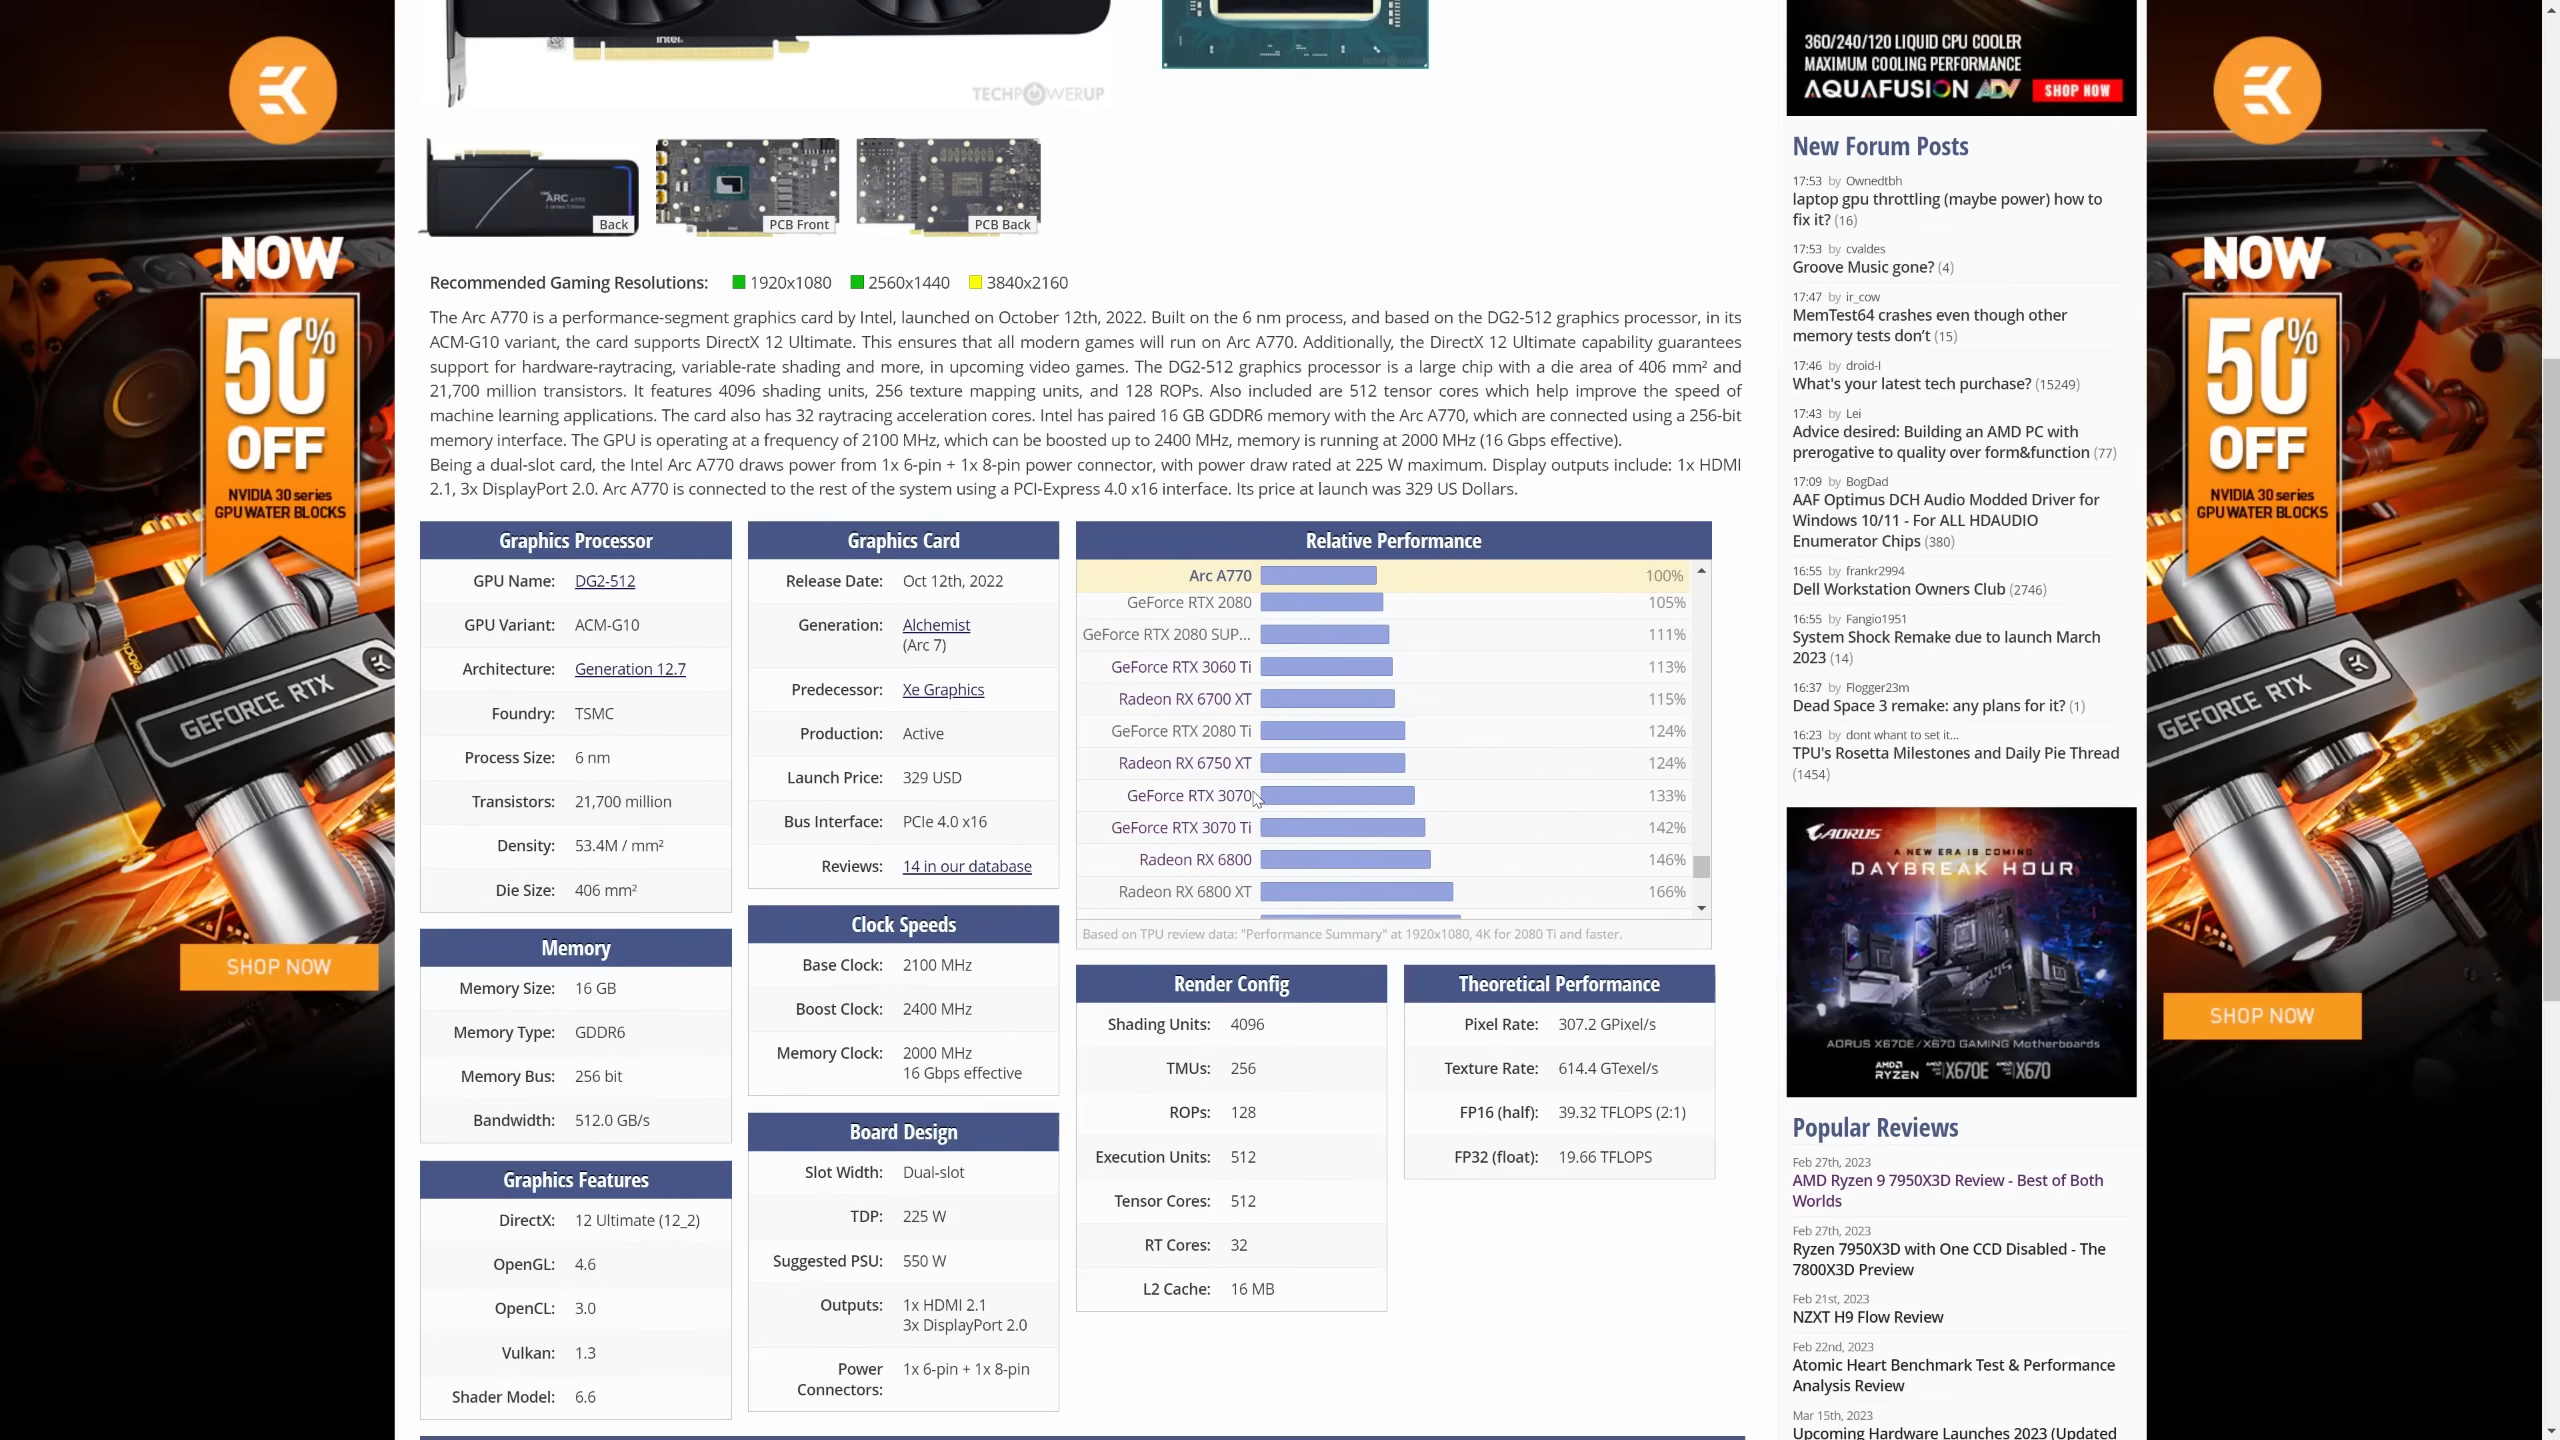 intel.
TECHPOWERUP
Back
PCB Front
PCB Back
Recommended Gaming Resolutions: 1920x1080 2560x1440 3840x2160
The Arc A770 is a performance-segment graphics card by Intel, launched on October 12th, 2022. Built on the 6 nm process, and based on the DG2-512 graphics processor, in its
ACM-G10 variant, the card supports DirectX 12 Ultimate. This ensures that all modern games will run on Arc A770. Additionally, the DirectX 12 Ultimate capability guarantees
support for hardware-raytracing, variable-rate shading and more, in upcoming video games. The DG2-512 graphics processor is a large chip with a die area of 406 mm² and
21,700 million transistors. It features 4096 shading units, 256 texture mapping units, and 128 ROPs. Also included are 512 tensor cores which help improve the speed of
machine learning applications. The card also has 32 raytracing acceleration cores. Intel has paired 16 GB GDDR6 memory with the Arc A770, which are connected using a 256-bit
memory interface. The GPU is operating at a frequency of 2100 MHz, which can be boosted up to 2400 MHz, memory is running at 2000 MHz (16 Gbps effective).
Being a dual-slot card, the Intel Arc A770 draws power from 1x 6-pin + 1x 8-pin power connector, with power draw rated at 225 W maximum. Display outputs include: 1x HDMI
2.1, 3x DisplayPort 2.0. Arc A770 is connected to the rest of the system using a PCI-Express 4.0 x16 interface. Its price at launch was 329 US Dollars.
Graphics Processor
GPU Name: DG2-512
GPU Variant: ACM-G10
Architecture: Generation 12.7
Foundry: TSMC
Process Size: 6 nm
Transistors: 21,700 million
Density: 53.4M / mm²
Die Size: 406 mm²
Memory
Memory Size: 16 GB
Memory Type: GDDR6
Memory Bus: 256 bit
Bandwidth: 512.0 GB/s
Graphics Features
DirectX: 12 Ultimate (12_2)
OpenGL: 4.6
OpenCL: 3.0
Vulkan: 1.3
Shader Model: 6.6
Graphics Card
Release Date: Oct 12th, 2022
Generation: Alchemist
(Arc 7)
Predecessor: Xe Graphics
Production: Active
Launch Price: 329 USD
Bus Interface: PCIe 4.0 x16
Reviews: 14 in our database
Clock Speeds
Base Clock: 2100 MHz
Boost Clock: 2400 MHz
Memory Clock: 2000 MHz
16 Gbps effective
Board Design
Slot Width: Dual-slot
TDP: 225 W
Suggested PSU: 550 W
Outputs: 1x HDMI 2.1
3x DisplayPort 2.0
Power 1x 6-pin + 1x 8-pin
Connectors:
Relative Performance
Arc A770 100%
GeForce RTX 2080 105%
GeForce RTX 2080 SUP... 111%
GeForce RTX 3060 Ti 113%
Radeon RX 6700 XT 115%
GeForce RTX 2080 Ti 124%
Radeon RX 6750 XT 124%
GeForce RTX 3070 133%
GeForce RTX 3070 Ti 142%
Radeon RX 6800 146%
Radeon RX 6800 XT 166%
Based on TPU review data: "Performance Summary" at 1920x1080, 4K for 2080 Ti and faster.
Render Config
Shading Units: 4096
TMUs: 256
ROPs: 128
Execution Units: 512
Tensor Cores: 512
RT Cores: 32
L2 Cache: 16 MB
Theoretical Performance
Pixel Rate: 307.2 GPixel/s
Texture Rate: 614.4 GTexel/s
FP16 (half): 39.32 TFLOPS (2:1)
FP32 (float): 19.66 TFLOPS
360/240/120 LIQUID CPU COOLER
MAXIMUM COOLING PERFORMANCE
AQUAFUSION ADV SHOP NOW
New Forum Posts
17:53 by Ownedtbh
laptop gpu throttling (maybe power) how to
fix it? (16)
17:53 by cvaldes
Groove Music gone? (4)
17:47 by ir_cow
MemTest64 crashes even though other
memory tests don't (15)
17:46 by droid-I
What's your latest tech purchase? (15249)
17:43 by Lei
Advice desired: Building an AMD PC with
prerogative to quality over form&function (77)
17:09 by BogDad
AAF Optimus DCH Audio Modded Driver for
Windows 10/11 - For ALL HDAUDIO
Enumerator Chips (380)
16:55 by frankr2994
Dell Workstation Owners Club (2746)
16:55 by Fangio1951
System Shock Remake due to launch March
2023 (14)
16:37 by Flogger23m
Dead Space 3 remake: any plans for it? (1)
16:23 by dont whant to set it...
TPU's Rosetta Milestones and Daily Pie Thread
(1454)
AORUS
A NEW ERA IS COMING
DAYBREAK HOUR
AORUS X670E/X670 GAMING Motherboards
AMD RYZEN X670E X670
Popular Reviews
Feb 27th, 2023
AMD Ryzen 9 7950X3D Review - Best of Both
Worlds
Feb 27th, 2023
Ryzen 7950X3D with One CCD Disabled - The
7800X3D Preview
Feb 21st, 2023
NZXT H9 Flow Review
Feb 22nd, 2023
Atomic Heart Benchmark Test & Performance
Analysis Review
Mar 15th, 2023
Upcoming Hardware Launches 2023 (Updated
NOW
50%
OFF
NVIDIA 30 series
GPU WATER BLOCKS
GEFORCE RTX
SHOP NOW
NOW
50%
OFF
NVIDIA 30 series
GPU WATER BLOCKS
GEFORCE RTX
SHOP NOW